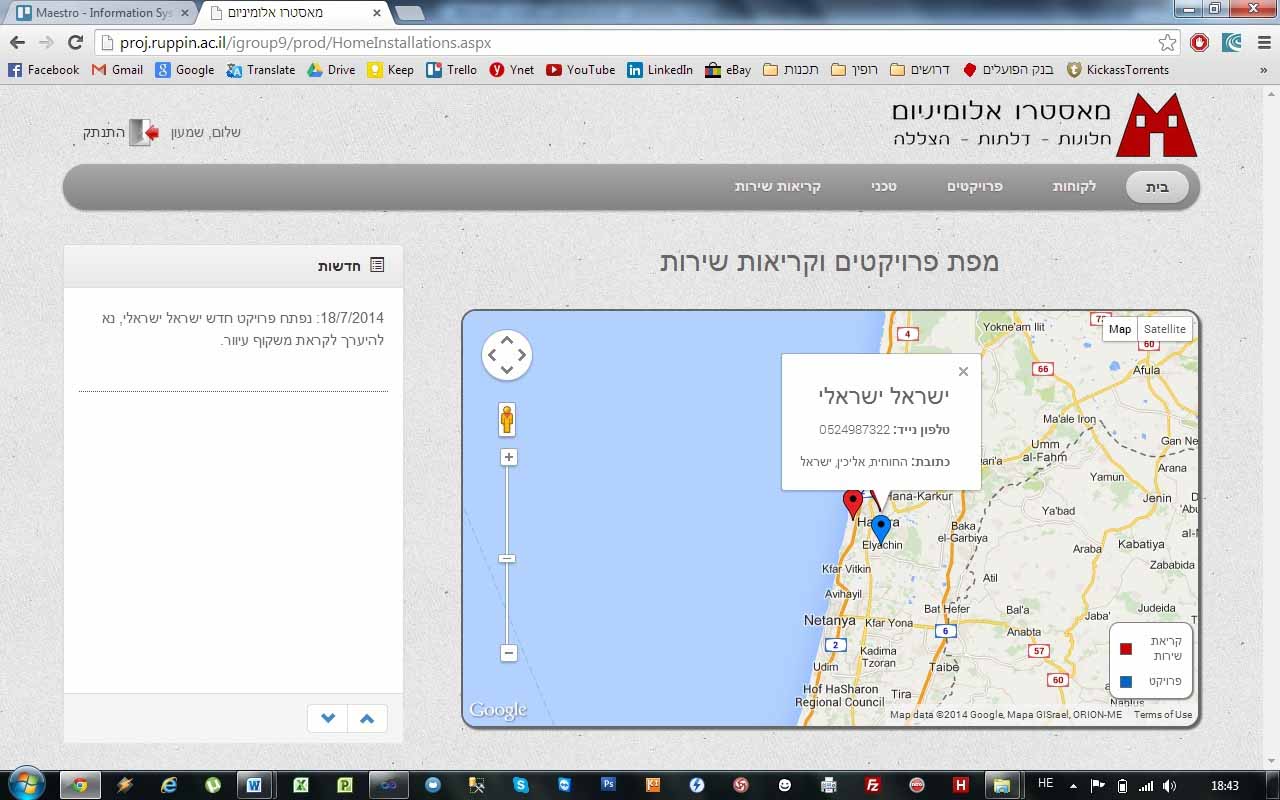 Maestro - Information Sys
מאסטרו אלומיניום
proj.ruppin.ac.il/igroup9/prod/HomeInstallations.aspx
Facebook Gmail Google Translate Drive Keep Trello Ynet YouTube LinkedIn eBay תוכנות רופין דרושים בנק הפועלים KickassTorrents »
מאסטרו אלומיניום
חלונות - דלתות - הצללה
שלום, שמעון
התנתק
בית לקוחות פרויקטים טכני קריאות שירות
מפת פרויקטים וקריאות שירות
חדשות
18/7/2014: נפתח פרויקט חדש ישראל ישראלי, נא
להיערך לקראת משקוף עיוור.
Map Satellite
ישראל ישראלי
טלפון נייד: 0524987322
כתובת: החוחית, אליכין, ישראל
4
Yokne'am Ilit
60
66
Afula
Ma'ale Iron
Umm
al-Fahm
Gan Ne
Yamun
Arana
Jenin
Hana-Karkur
Ya'bad
Elyachin
Baka
el-Garbiya
Araba
Kabatiya
Zababida
Kfar Vitkin
Atil
Avihayil
Bat Hefer
Bal'a
Jaba'
Judeida
Netanya
Kfar Yona
6
Anabta
2
Kadima
Zoran
57
Udim
Taibe
60
Hof HaSharon
Regional Council
Tira
Nablus
קריאת
שירות
פרויקט
Google
Map data ©2014 Google, Mapa GISrael, ORION-ME Terms of Use
HE
18:43